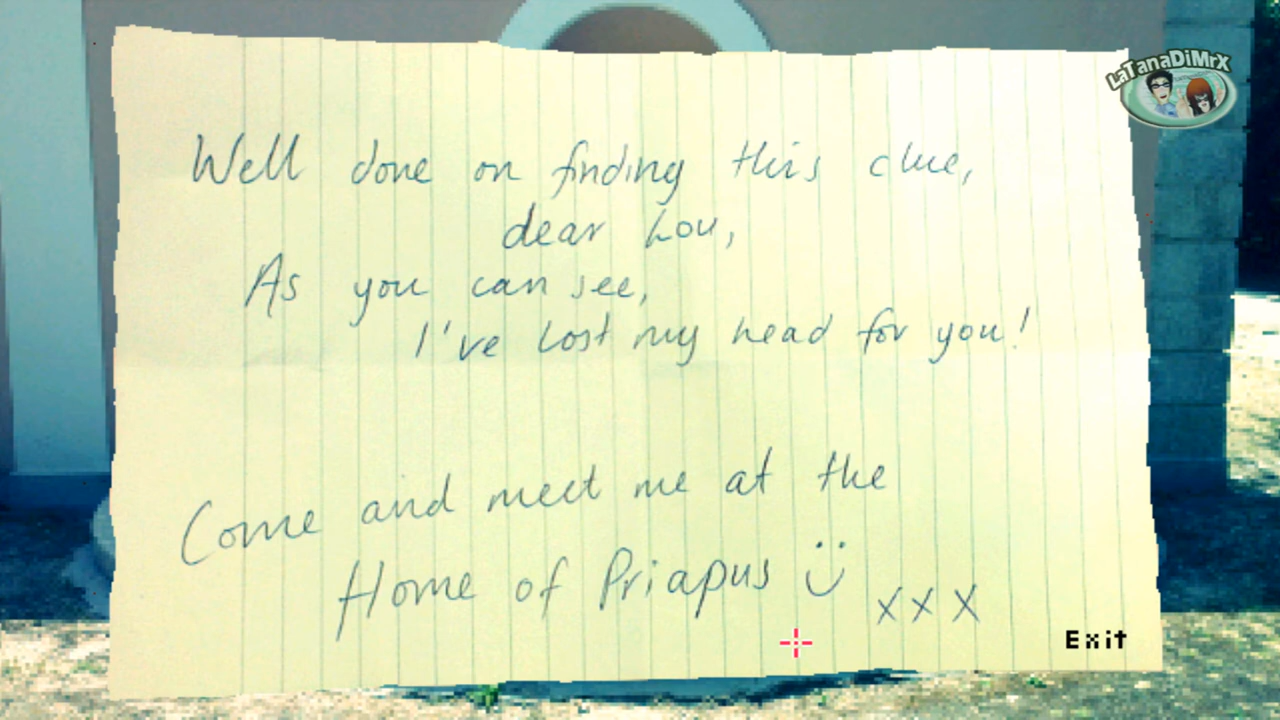 LaTanaDiMrX
Well done on finding this clue,
dear Lou,
As you can see,
I've lost my head for you!
Come and meet me at the
Home of Priapus :)
xxx
Exit